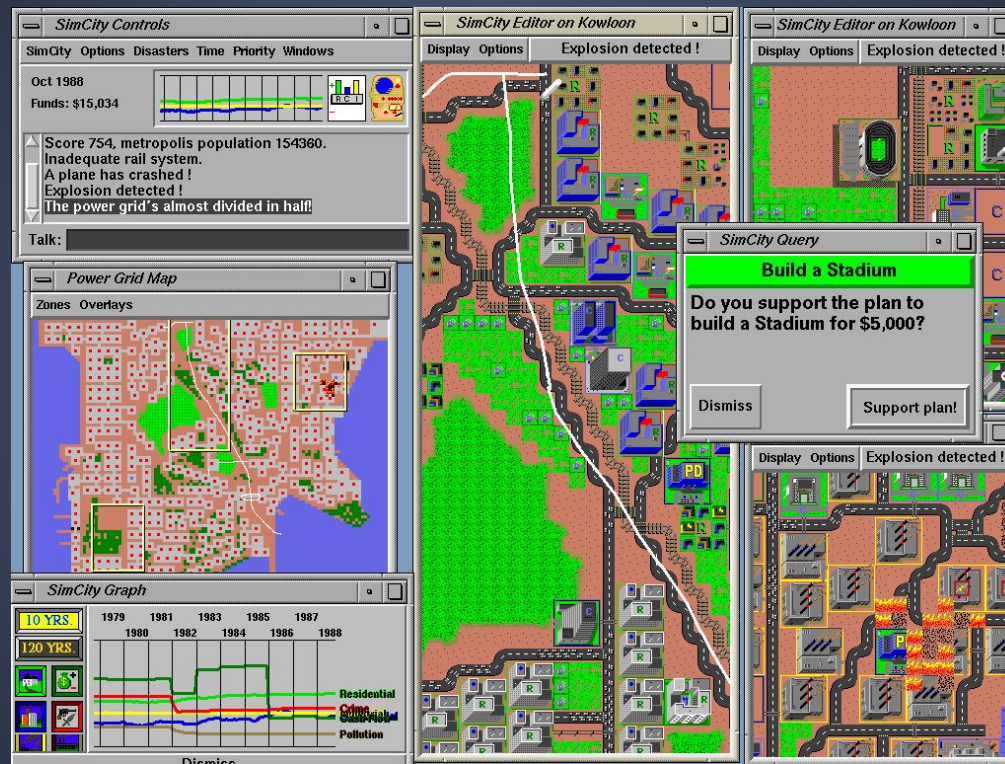 SimCity Controls
SimCity Options Disasters Time Priority Windows
Oct 1988
Funds: $15,034
R C I
Score 754, metropolis population 154360.
Inadequate rail system.
A plane has crashed !
Explosion detected !
The power grid's almost divided in half!
Talk:
Power Grid Map
Zones Overlays
SimCity Graph
10 YRS.
120 YRS.
1979 1981 1983 1985 1987
1980 1982 1984 1986 1988
Residential
Crime
Pollution
Dismiss
SimCity Editor on Kowloon
Display Options Explosion detected !
R
R
R
R
R
R
R
C
C
R
R
PD
R
C
R
R
R
R
R
R
R
R
R
R
SimCity Editor on Kowloon
Display Options Explosion detected !
R
R
C
C
SimCity Query
Build a Stadium
Do you support the plan to
build a Stadium for $5,000?
Dismiss
Support plan!
Display Options Explosion detected !